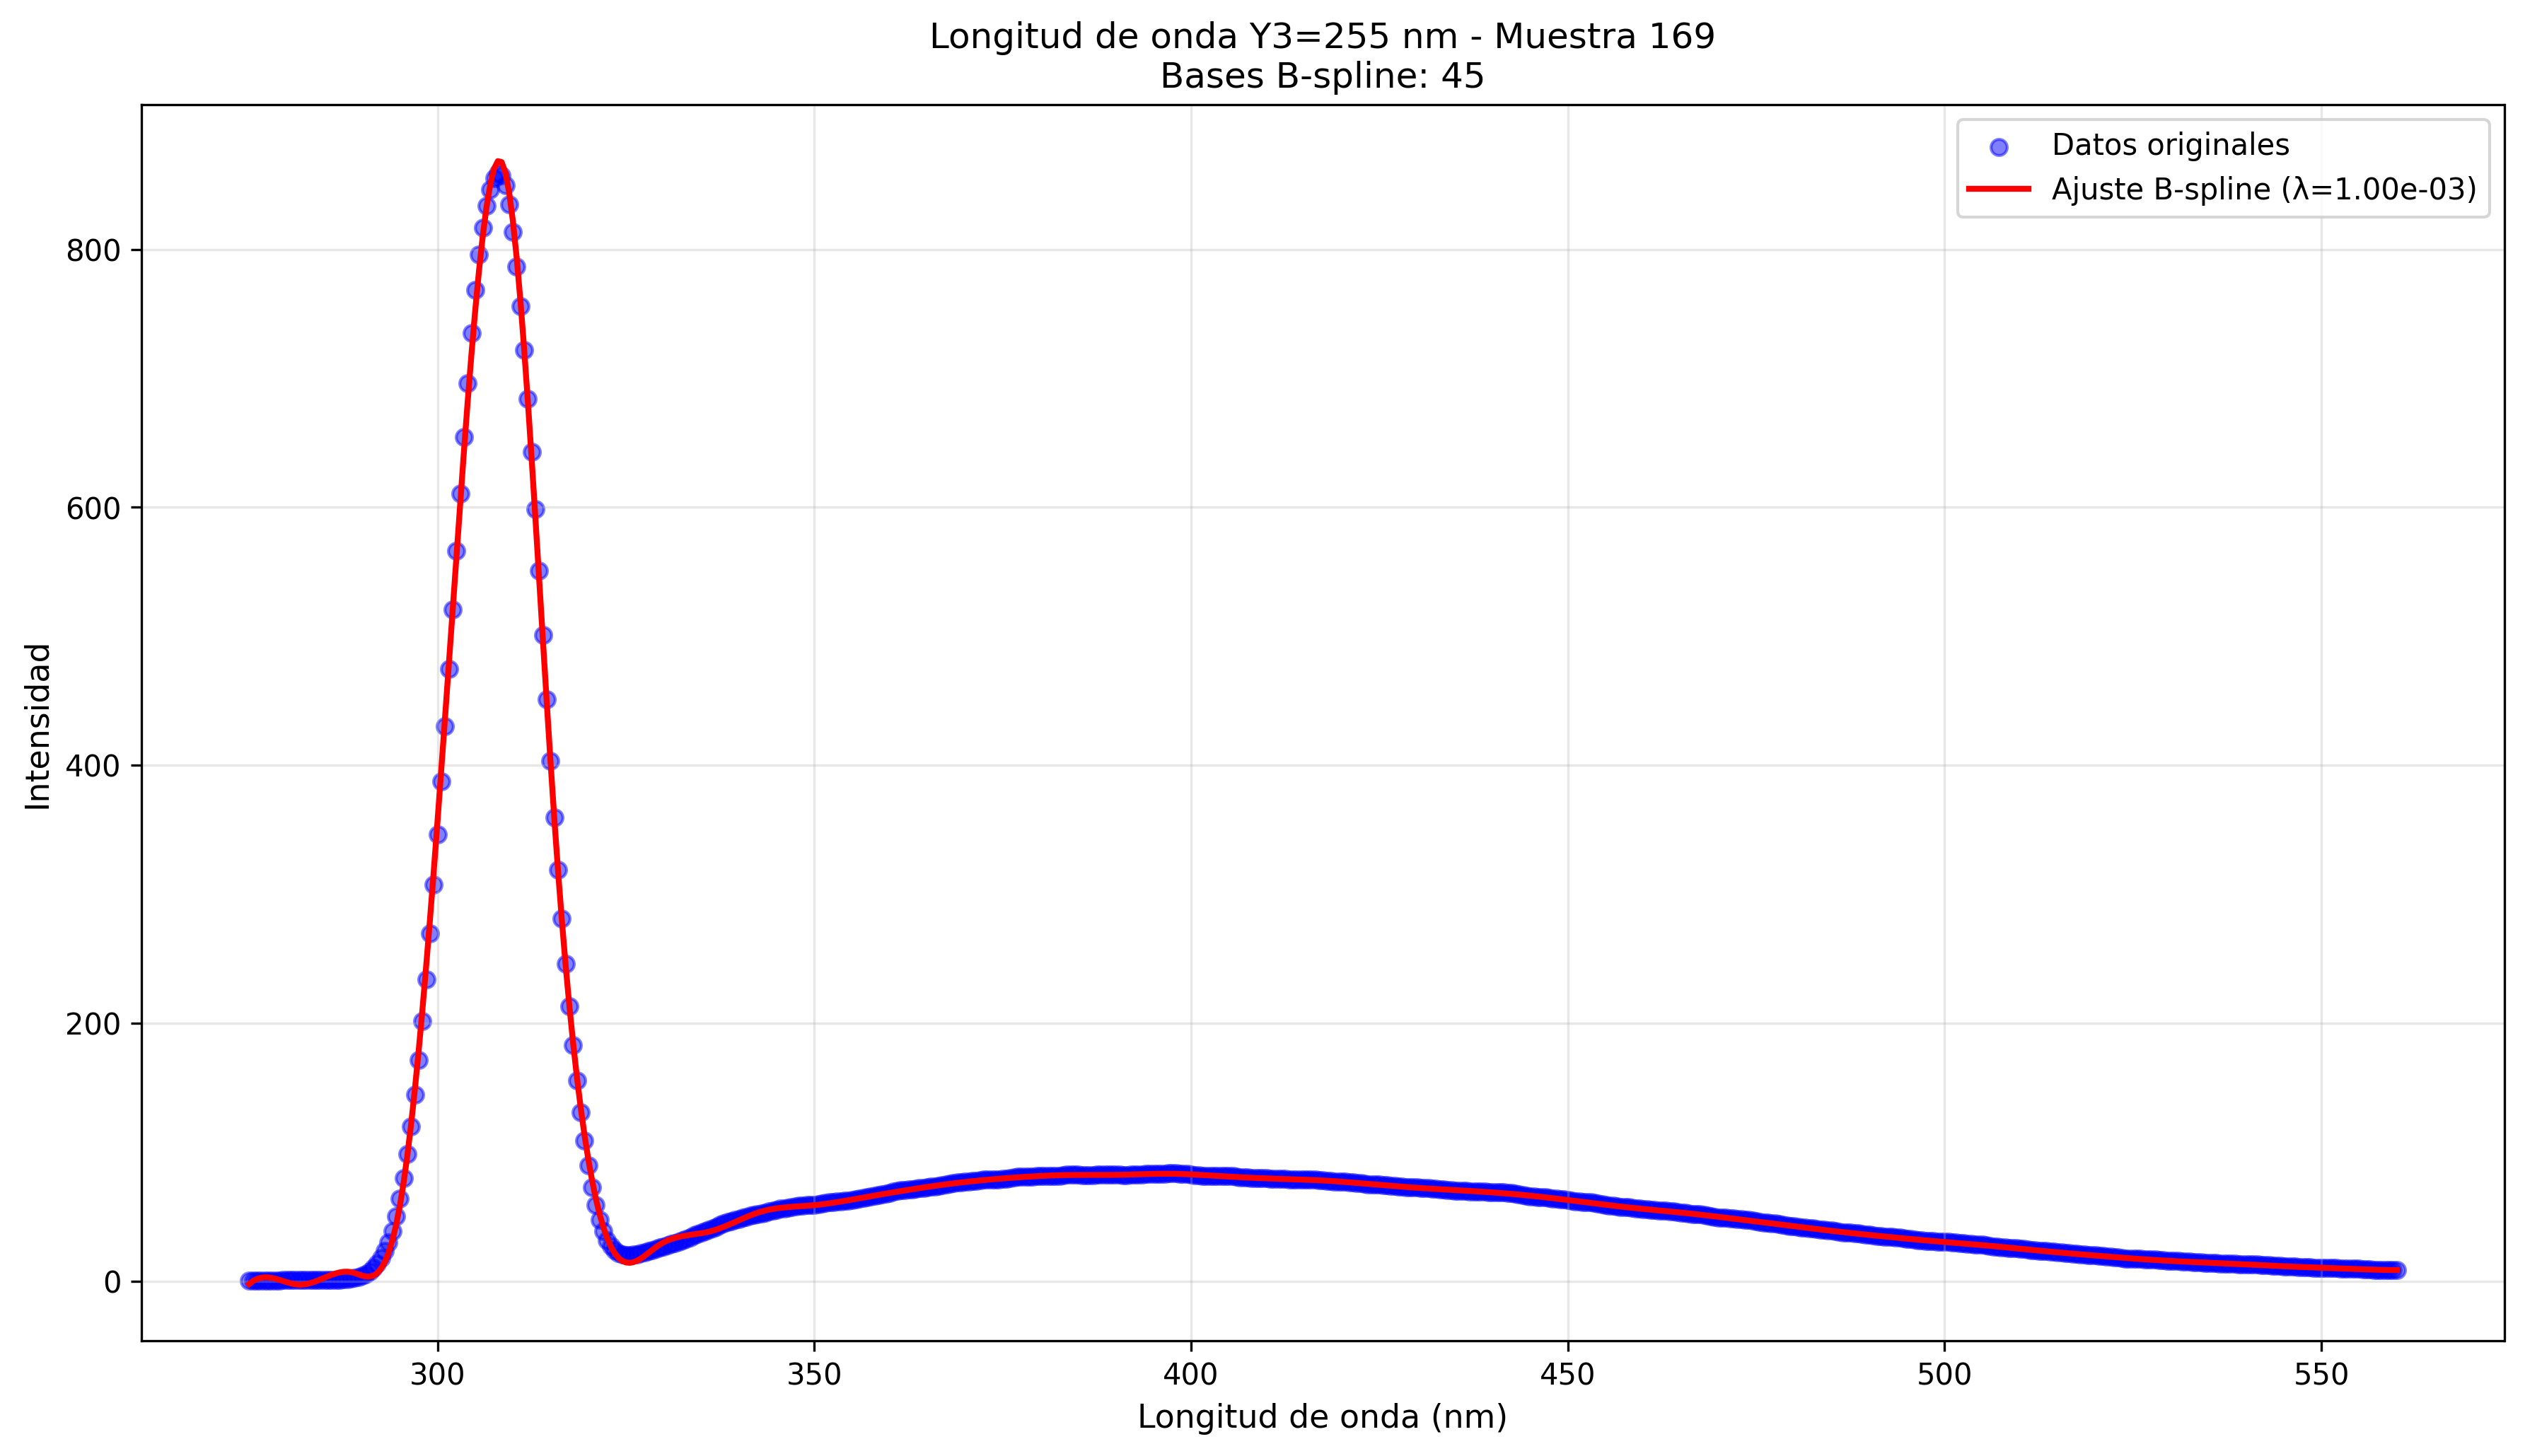 Longitud de onda Y3=255 nm - Muestra 169
Bases B-spline: 45
Datos originales
Ajuste B-spline (λ=1.00e-03)
Intensidad
800
600
400
200
0
300 350 400 450 500 550
Longitud de onda (nm)